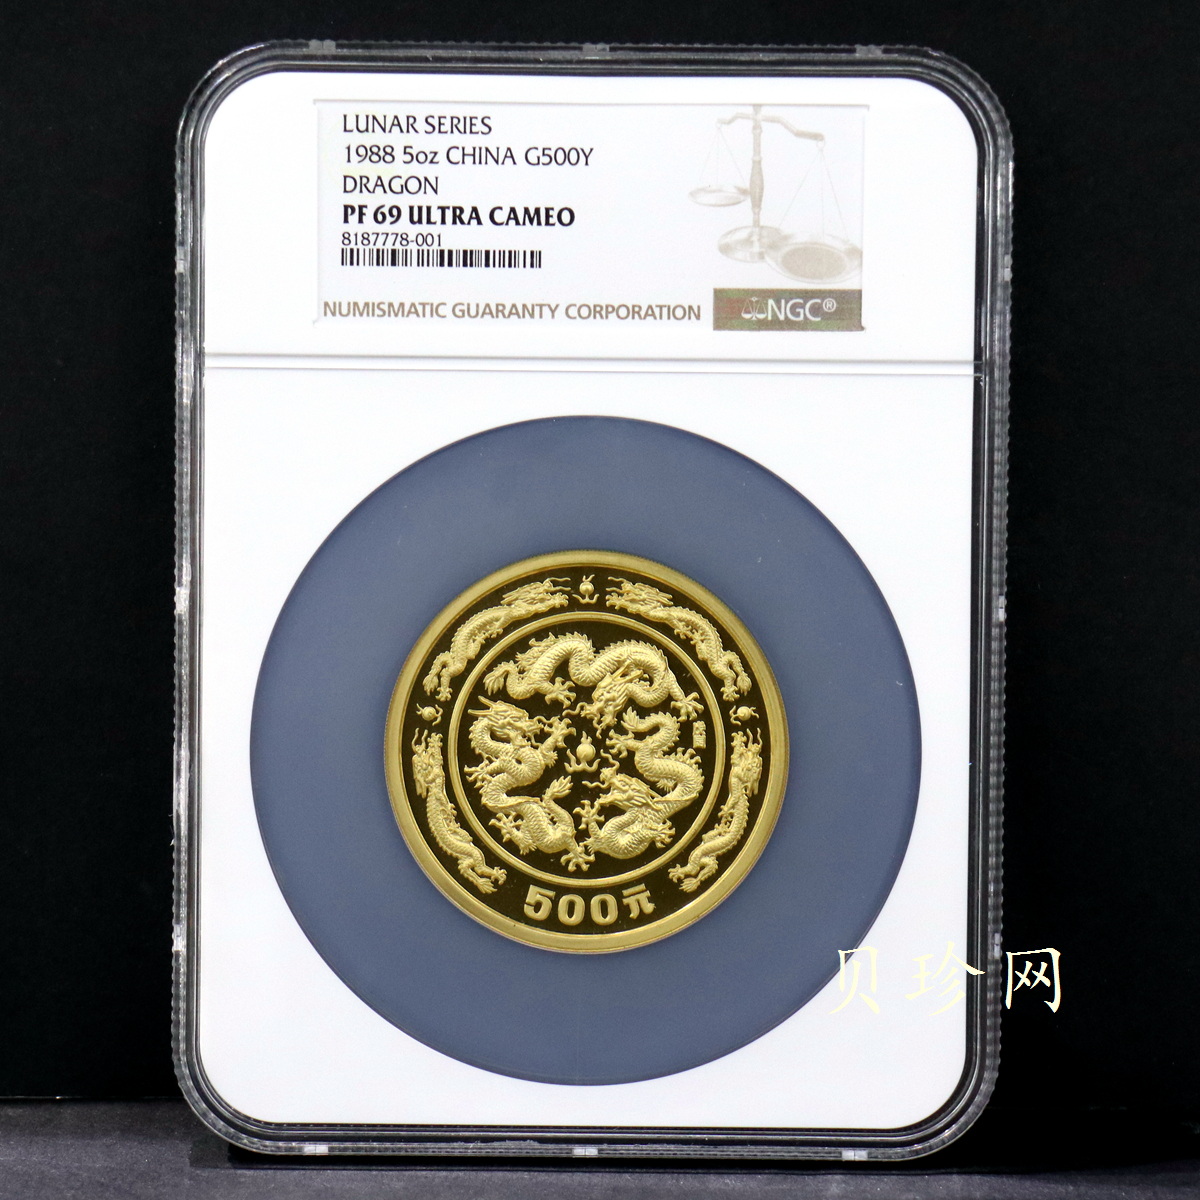 LUNAR SERIES
1988 5oz CHINA G500Y
DRAGON
PF 69 ULTRA CAMEO
8187778-001
NUMISMATIC GUARANTY CORPORATION
NGC®
500元
贝珍网